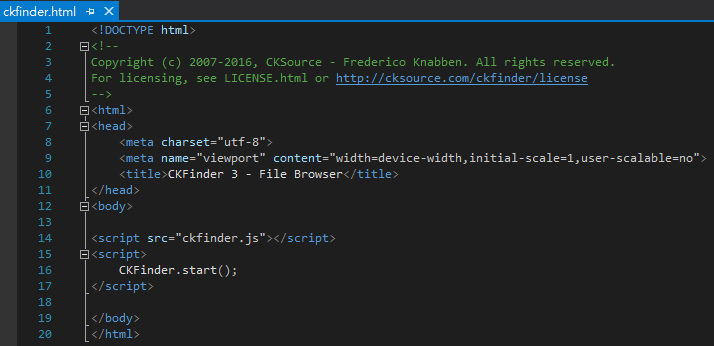 ckfinder.html
1 <!DOCTYPE html>
2 <!--
3 Copyright (c) 2007-2016, CKSource - Frederico Knabben. All rights reserved.
4 For licensing, see LICENSE.html or http://cksource.com/ckfinder/license
5 -->
6 <html>
7 <head>
8     <meta charset="utf-8">
9     <meta name="viewport" content="width=device-width,initial-scale=1,user-scalable=no">
10     <title>CKFinder 3 - File Browser</title>
11 </head>
12 <body>
13
14 <script src="ckfinder.js"></script>
15 <script>
16     CKFinder.start();
17 </script>
18
19 </body>
20 </html>